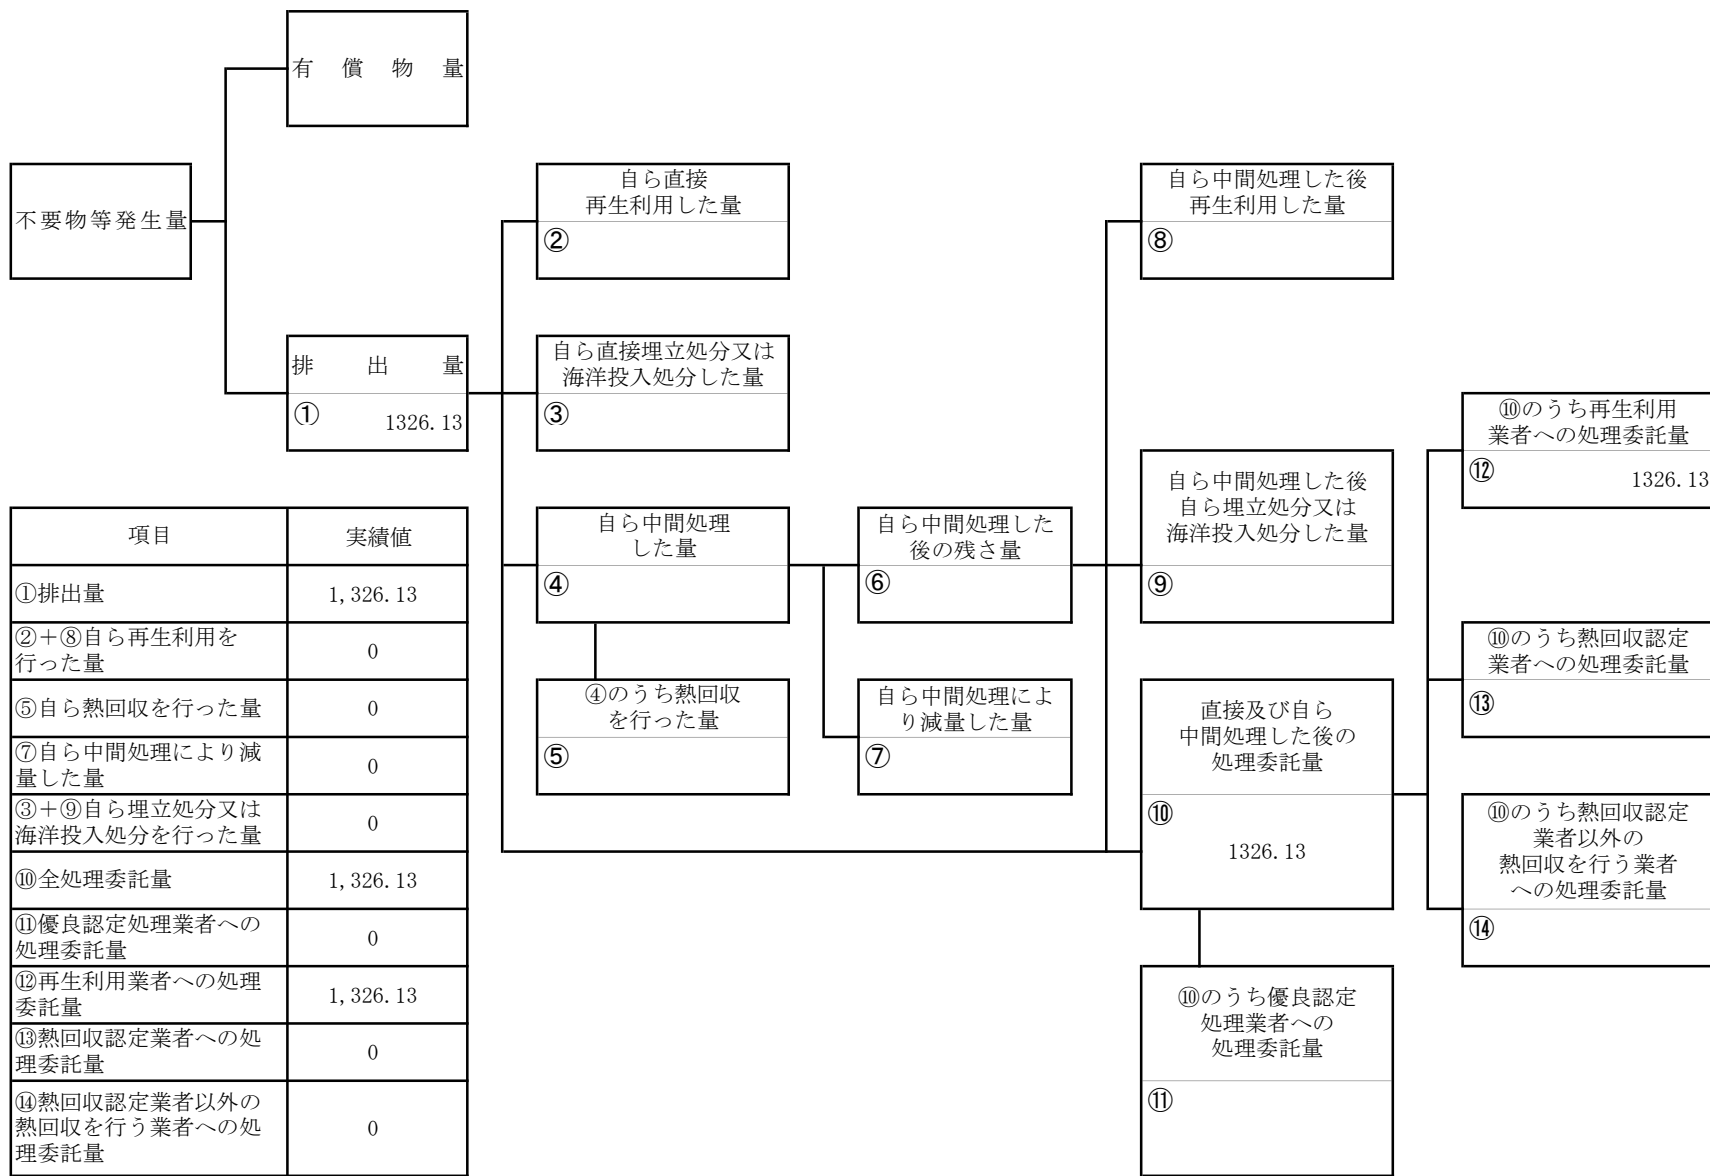 有償物量
不要物等発生量
排出量
①
1326.13
自ら直接
再生利用した量
②
自ら直接埋立処分又は
海洋投入処分した量
③
自ら中間処理
した量
④
④のうち熱回収
を行った量
⑤
自ら中間処理した
後の残さ量
⑥
自ら中間処理によ
り減量した量
⑦
自ら中間処理した後
再生利用した量
⑧
自ら中間処理した後
自ら埋立処分又は
海洋投入処分した量
⑨
直接及び自ら
中間処理した後の
処理委託量
⑩
1326.13
⑩のうち優良認定
処理業者への
処理委託量
⑪
⑩のうち再生利用
業者への処理委託量
⑫
1326.13
⑩のうち熱回収認定
業者への処理委託量
⑬
⑩のうち熱回収認定
業者以外の
熱回収を行う業者
への処理委託量
⑭
項目 実績値
①排出量 1,326.13
②+⑧自ら再生利用を
行った量 0
⑤自ら熱回収を行った量 0
⑦自ら中間処理により減
量した量 0
③+⑨自ら埋立処分又は
海洋投入処分を行った量 0
⑩全処理委託量 1,326.13
⑪優良認定処理業者への
処理委託量 0
⑫再生利用業者への処理
委託量 1,326.13
⑬熱回収認定業者への処
理委託量 0
⑭熱回収認定業者以外の
熱回収を行う業者への処
理委託量 0